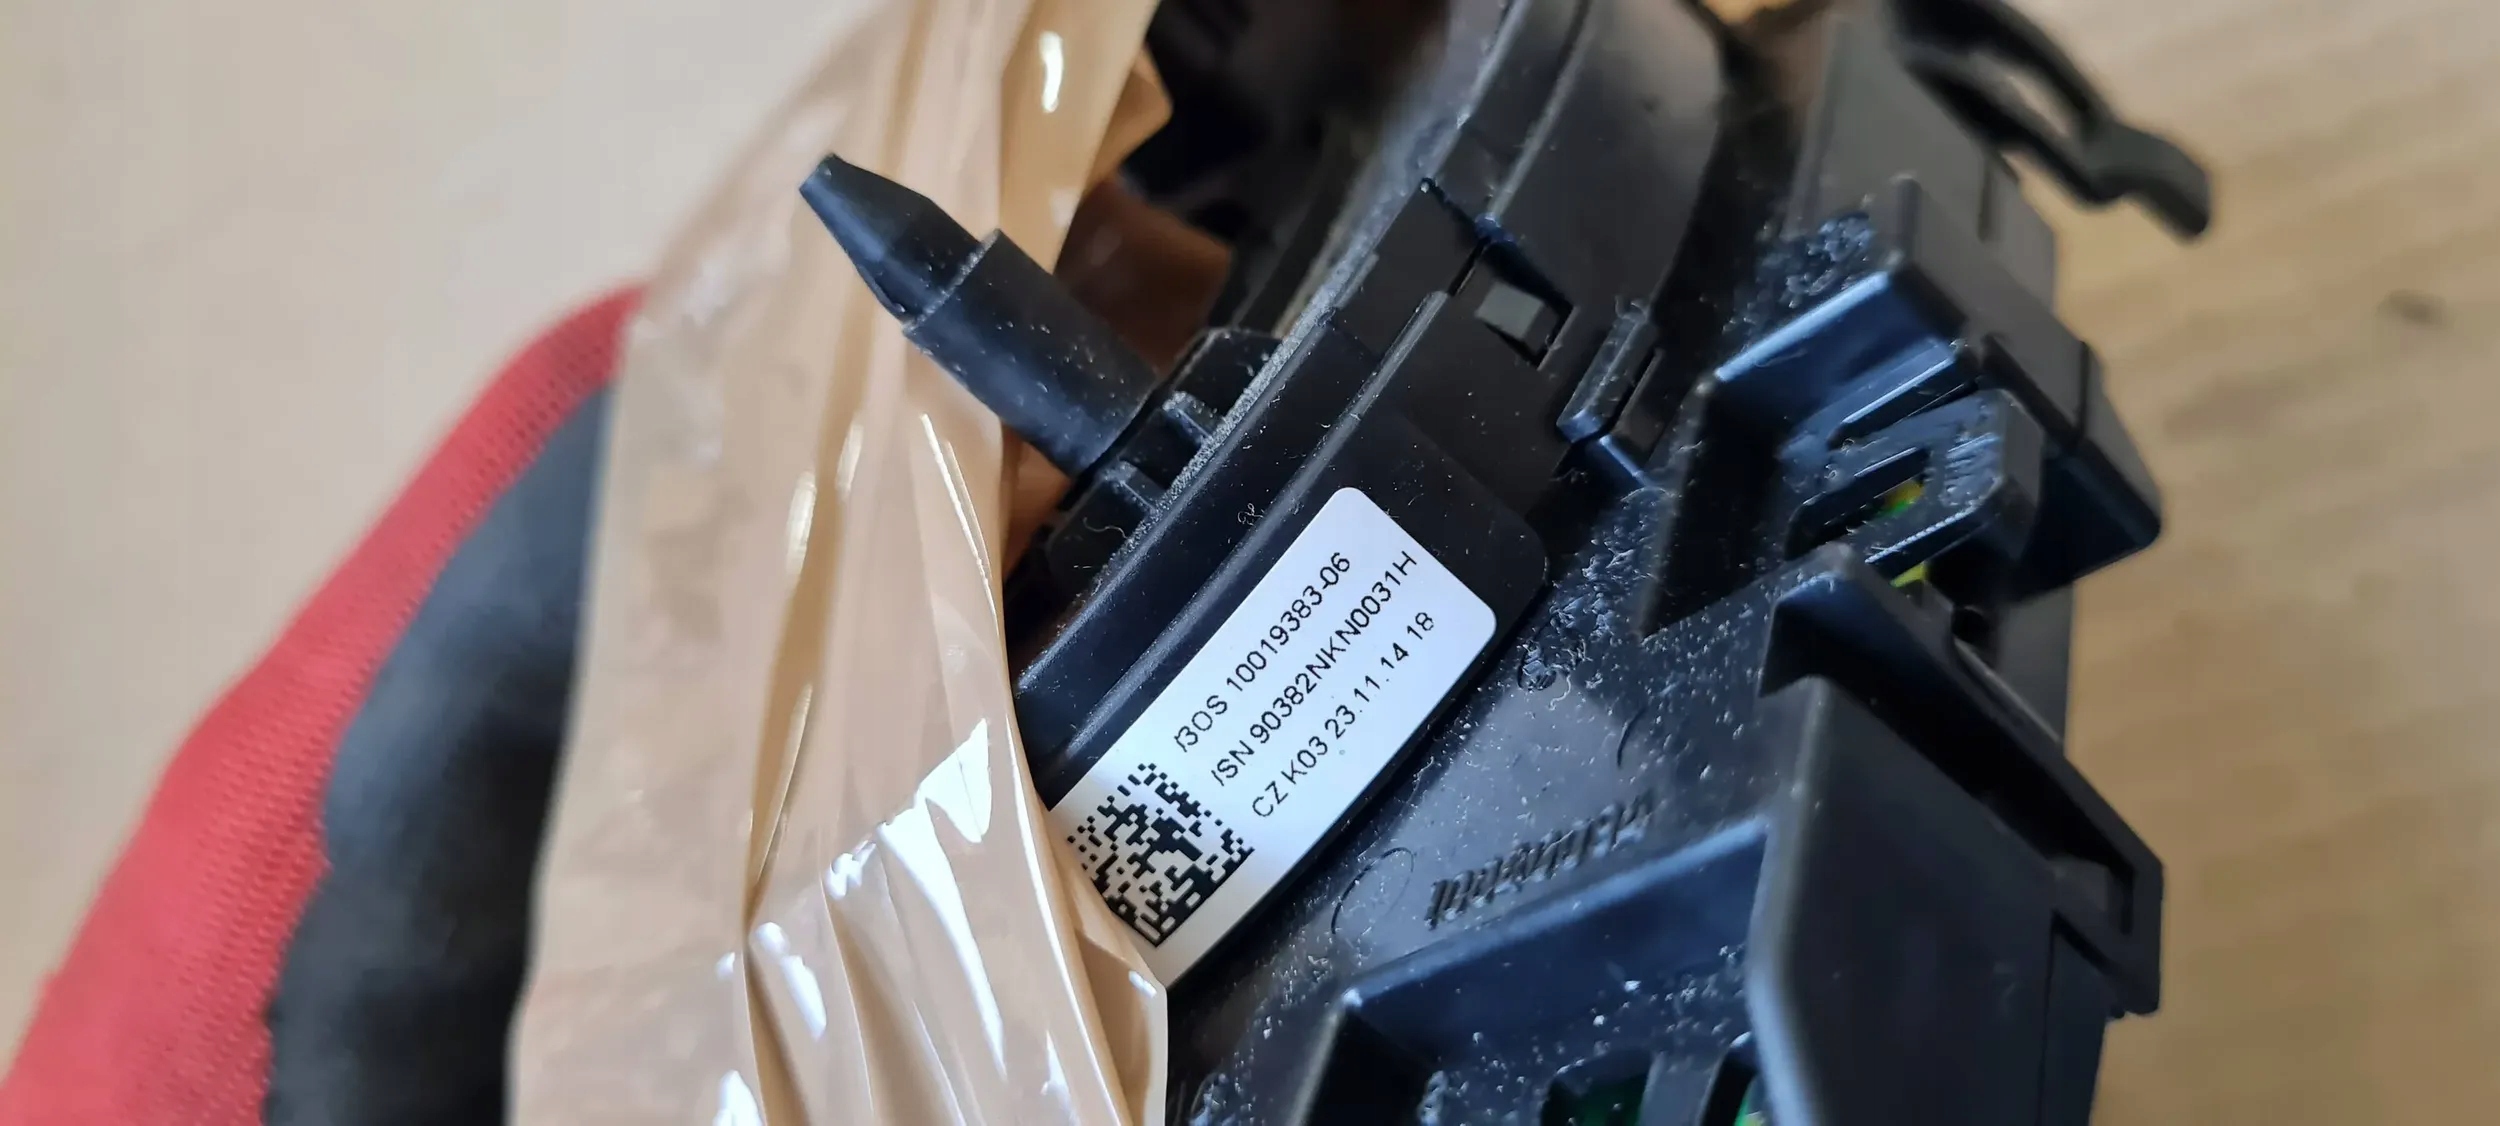 /3OS 10019383-06
/SN 90382NKN0031H
CZ K03 23.11.14 18